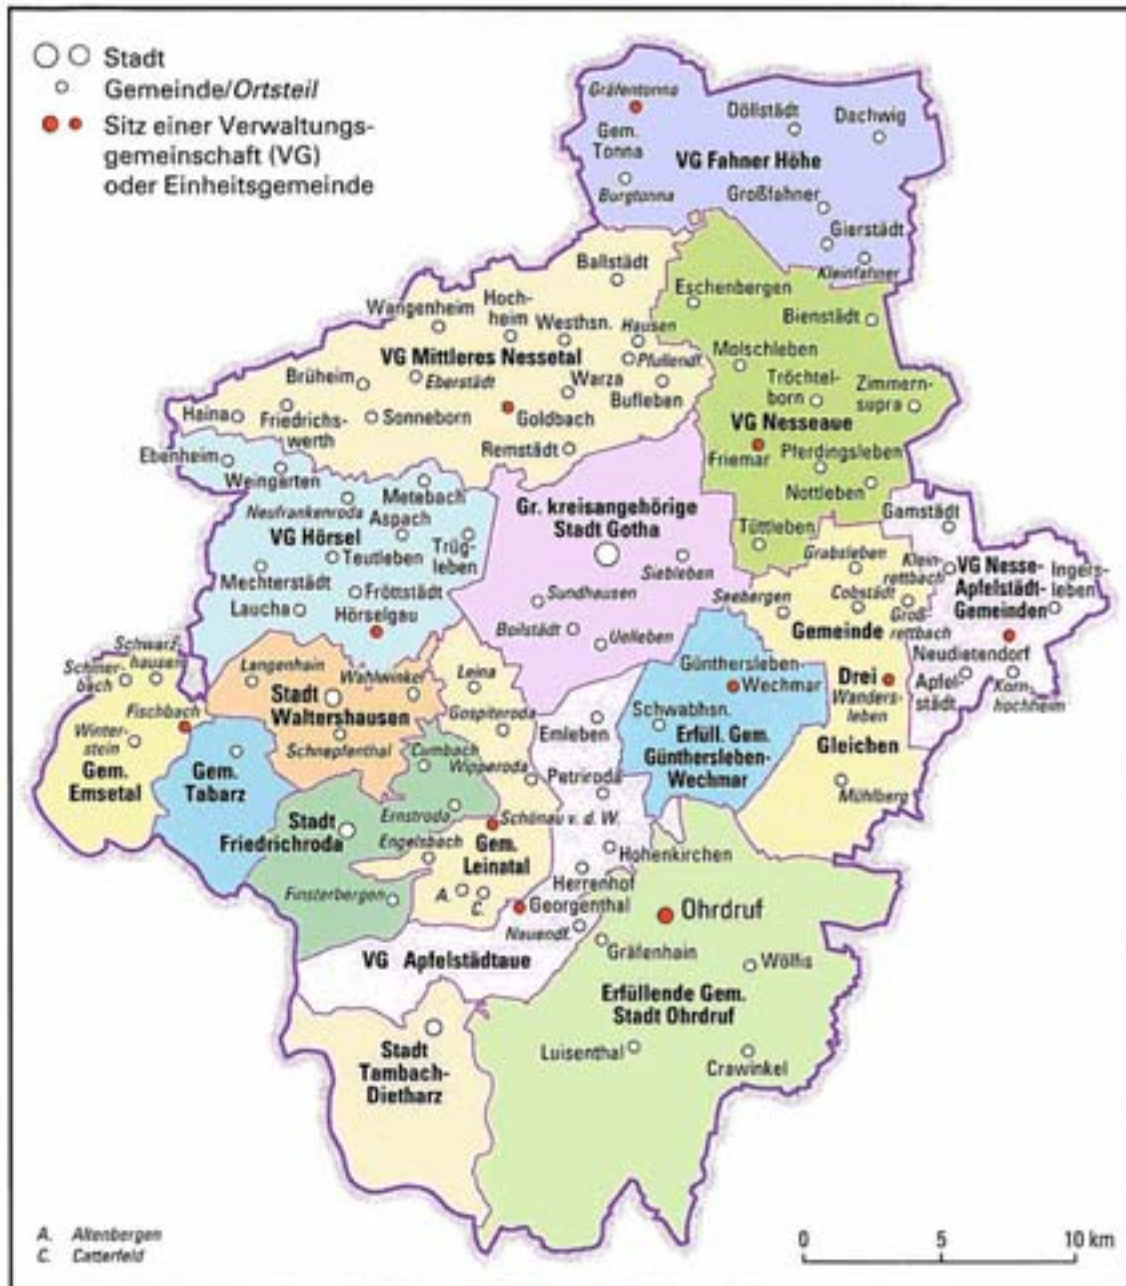 Stadt
Gemeinde/Ortsteil
Sitz einer Verwaltungs-
gemeinschaft (VG)
oder Einheitsgemeinde
Gräfentonna
Döllstädt
Dachwig
Gem.
Tonna
VG Fahner Höhe
Burgtonna
Großfahner
Gierstädt
Kleinfahner
Ballstädt
Wangenheim
Hoch-
heim
Westhsn.
Hausen
Eschenbergen
Bienstädt
VG Mittleres Nessetal
Pfullendf.
Molschleben
Brüheim
Eberstädt
Warza
Bufleben
Tröchtel-
born
Zimmern-
supra
Haina
Friedrichs-
werth
Sonneborn
Goldbach
VG Nesseaue
Remstädt
Friemar
Pferdingsleben
Nottleben
Ebenheim
Weingarten
Metebach
Neufrankenroda
Aspach
VG Hörsel
Teutleben
Trüg-
leben
Mechterstädt
Fröttstädt
Laucha
Hörselgau
Gr. kreisangehörige
Stadt Gotha
Siebleben
Sundhausen
Boilstädt
Uelleben
Tüttleben
Gamstädt
Grabsleben
Klein-
rettbach
VG Nesse-
Apfelstädt-
Gemeinden
Ingers-
leben
Seebergen
Cobstädt
Groß-
rettbach
Gemeinde
Drei
Wanders-
leben
Gleichen
Mühlberg
Neudietendorf
Apfel-
städt
Korn-
hochheim
Schwarz-
hausen
Schmer-
bach
Fischbach
Winter-
stein
Gem.
Emsetal
Gem.
Tabarz
Langenhain
Wahlwinkel
Stadt
Waltershausen
Schnepfenthal
Leina
Gospiteroda
Cumbach
Wipperoda
Emleben
Petriroda
Günthersleben-
Wechmar
Schwabhsn.
Erfüll. Gem.
Günthersleben-
Wechmar
Stadt
Friedrichroda
Ernstroda
Schönau v. d. W.
Engelsbach
Gem.
Leinatal
Finsterbergen
A.
C.
Hohenkirchen
Herrenhof
Georgenthal
Nauendf.
VG Apfelstädtaue
Ohrdruf
Gräfenhain
Wölfis
Erfüllende Gem.
Stadt Ohrdruf
Luisenthal
Crawinkel
Stadt
Tambach-
Dietharz
A. Altenbergen
C. Catterfeld
0 5 10 km